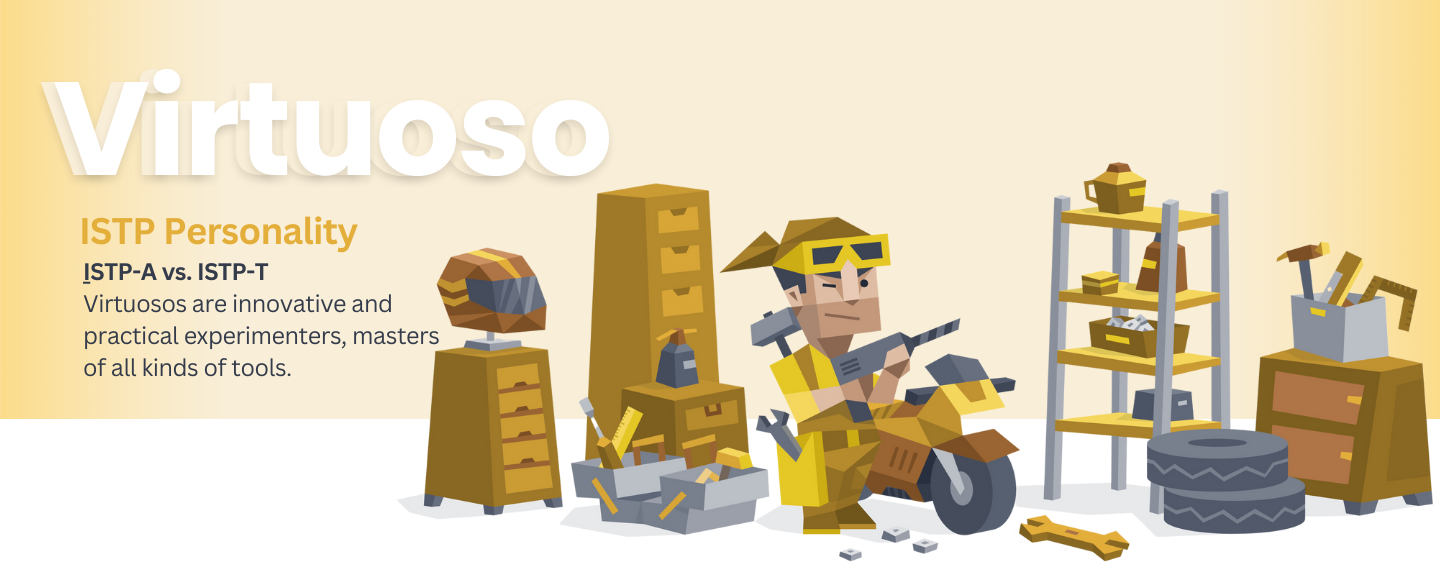 Virtuoso
ISTP Personality
ISTP-A vs. ISTP-T
Virtuosos are innovative and
practical experimenters, masters
of all kinds of tools.